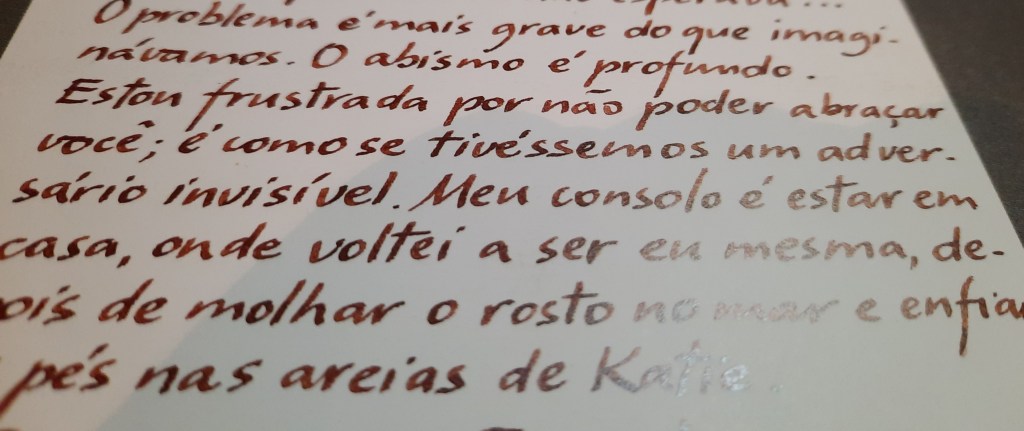 esperava...
O problema é mais grave do que imagi-
návamos. O abismo é profundo.
Estou frustrada por não poder abraçar
você; é como se tivéssemos um adver-
sário invisível. Meu consolo é estar em
casa, onde voltei a ser eu mesma, de-
ois de molhar o rosto no mar e enfia
pés nas areias de Katie.